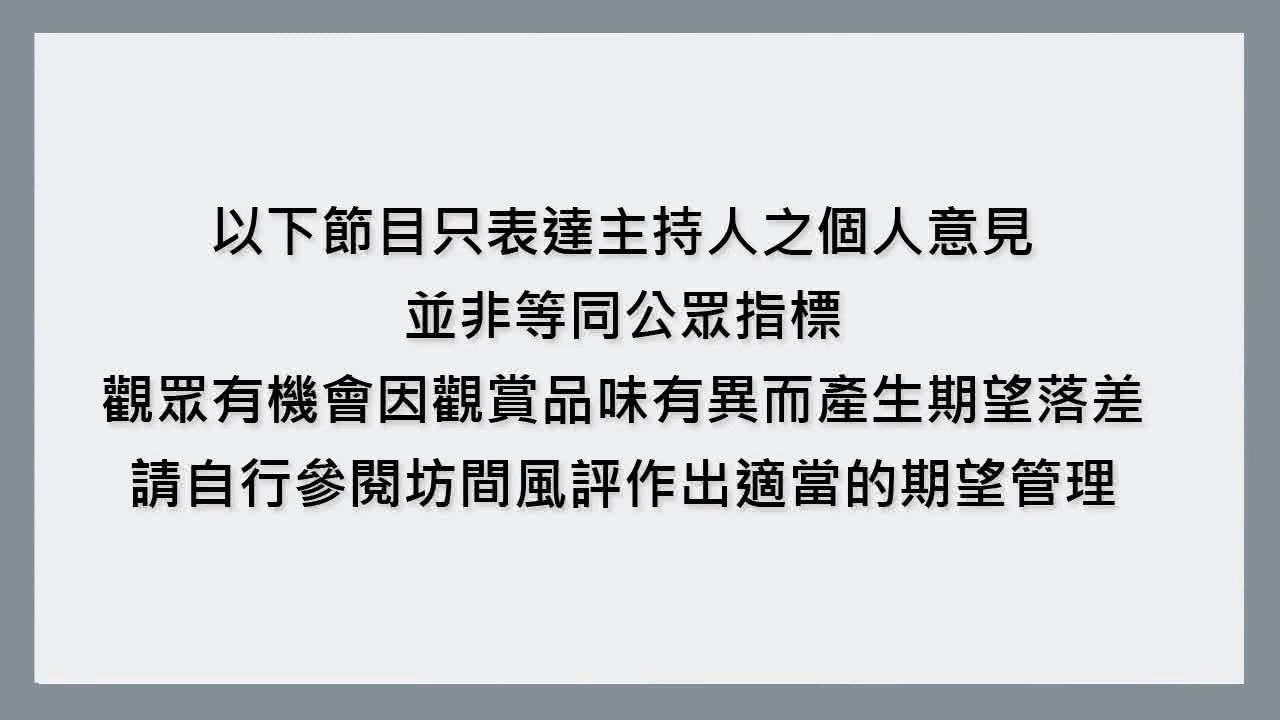 以下節目只表達主持人之個人意見
並非等同公眾指標
觀眾有機會因觀賞品味有異而產生期望落差
請自行參閱坊間風評作出適當的期望管理